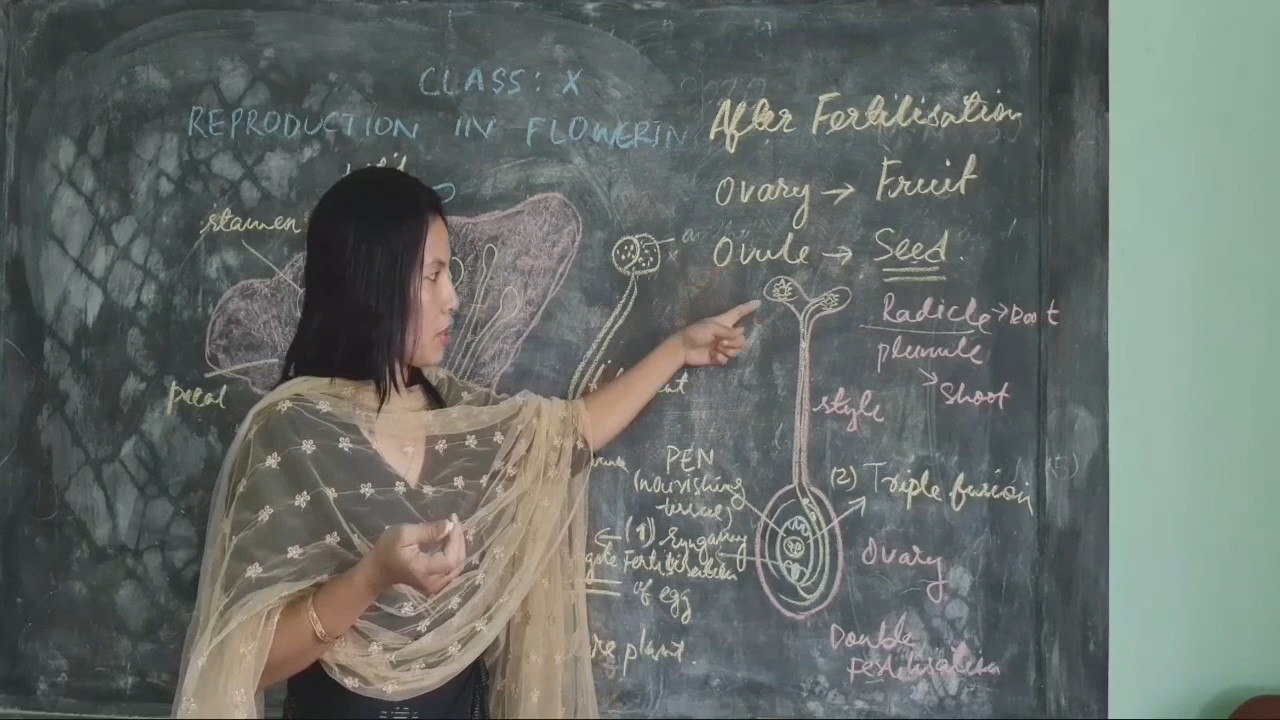 CLASS: X
REPRODUCTION IN FLOWERIN
After Fertilisation
Ovary → Fruit
Ovule → Seed.
stamen
petal
Radicle → Root
plumule
→ Shoot
style
PEN
(nourishing
(2) Triple fusion
(1) Syngamy
Fertilisation
of egg
Ovary
plant
Double
Fertilisation